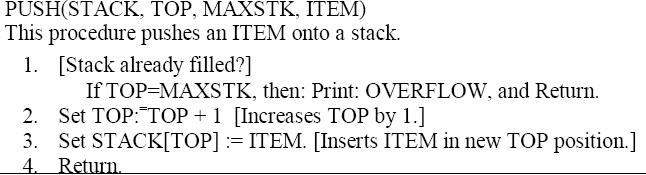 PUSH(STACK, TOP, MAXSTK, ITEM)
This procedure pushes an ITEM onto a stack.
1. [Stack already filled?]
If TOP=MAXSTK, then: Print: OVERFLOW, and Return.
2. Set TOP:=TOP + 1 [Increases TOP by 1.]
3. Set STACK[TOP] := ITEM. [Inserts ITEM in new TOP position.]
4. Return.